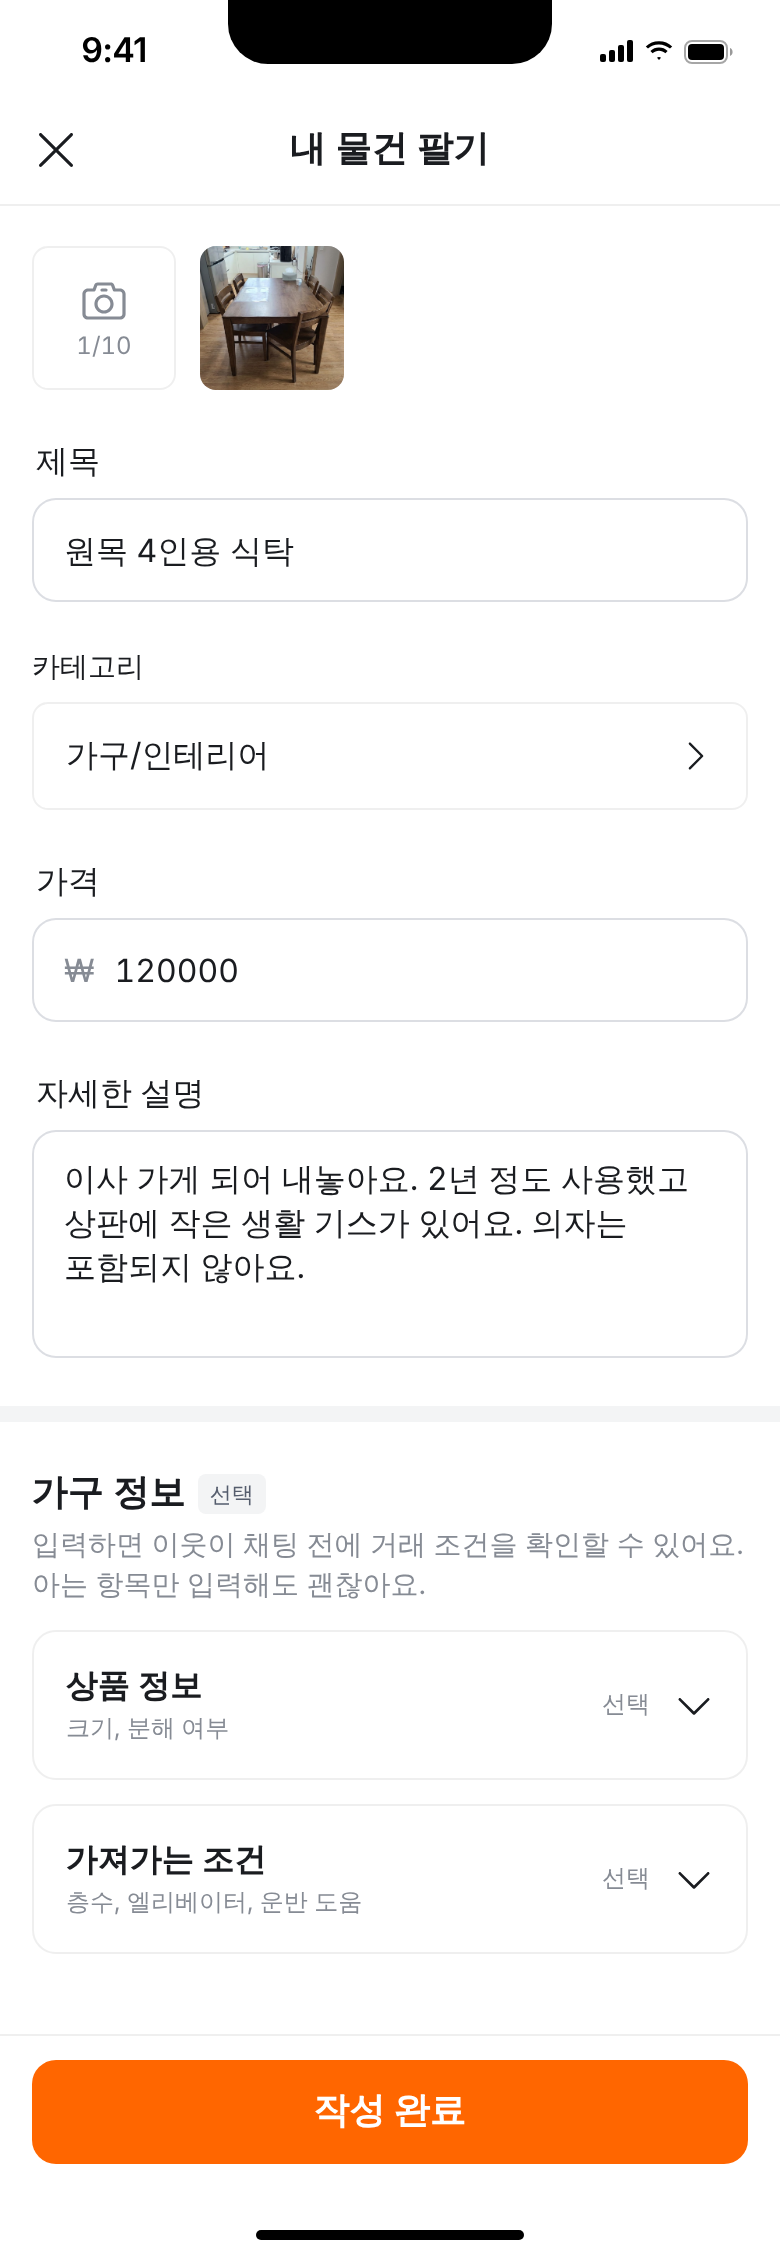 9:41
내 물건 팔기
1/10
제목
원목 4인용 식탁
카테고리
가구/인테리어
가격
₩ 120000
자세한 설명
이사 가게 되어 내놓아요. 2년 정도 사용했고
상판에 작은 생활 기스가 있어요. 의자는
포함되지 않아요.
가구 정보 선택
입력하면 이웃이 채팅 전에 거래 조건을 확인할 수 있어요.
아는 항목만 입력해도 괜찮아요.
상품 정보
크기, 분해 여부
선택
가져가는 조건
층수, 엘리베이터, 운반 도움
선택
작성 완료